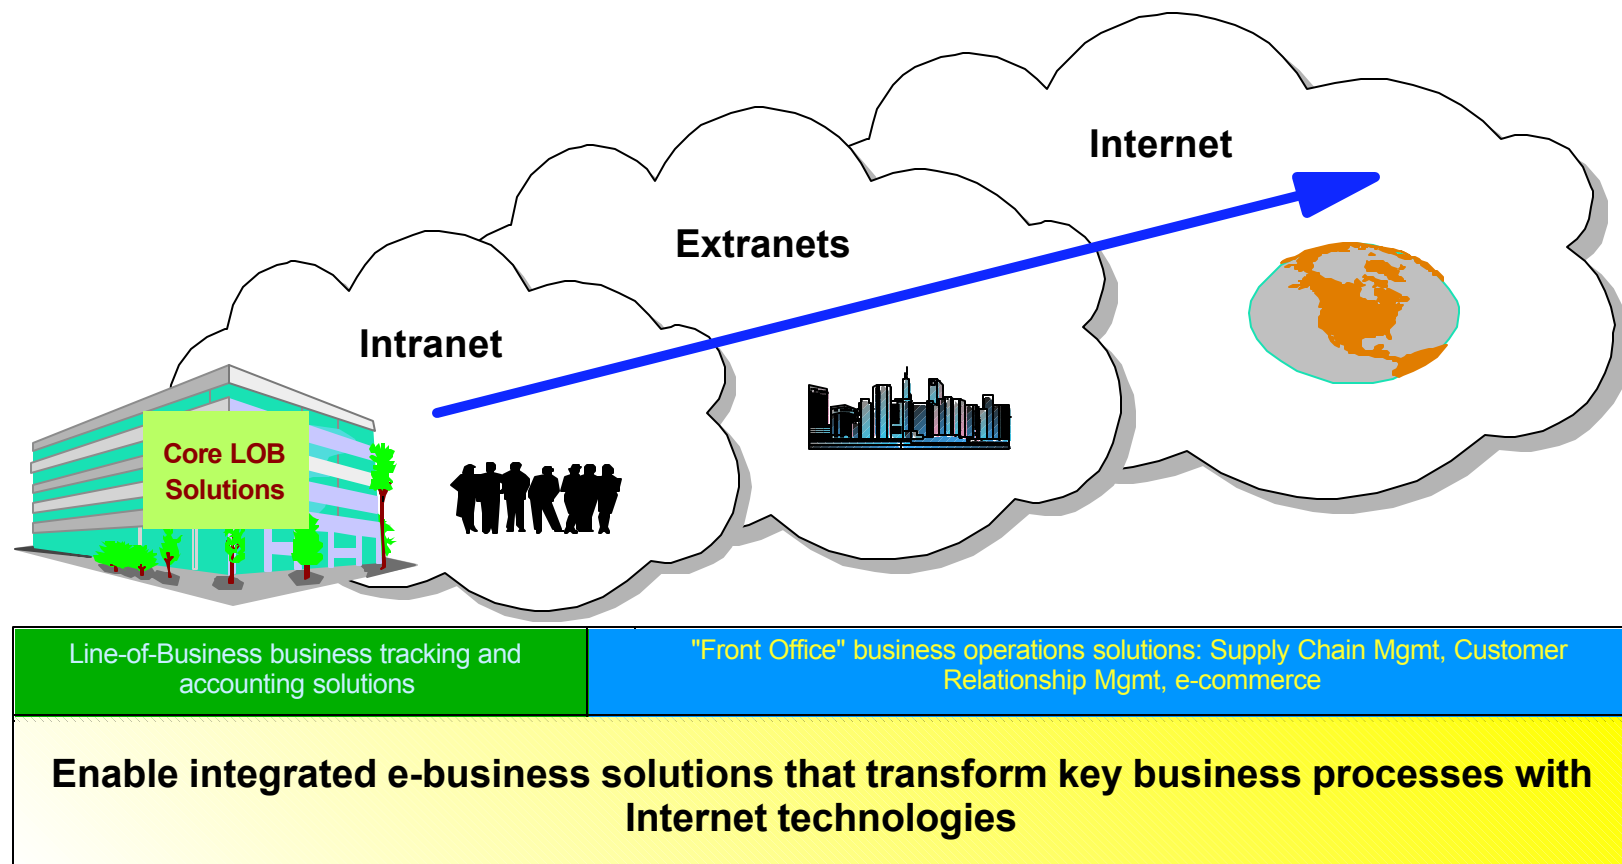 Internet
Extranets
Intranet
Core LOB
Solutions
Line-of-Business business tracking and
accounting solutions
"Front Office" business operations solutions: Supply Chain Mgmt, Customer
Relationship Mgmt, e-commerce
Enable integrated e-business solutions that transform key business processes with
Internet technologies